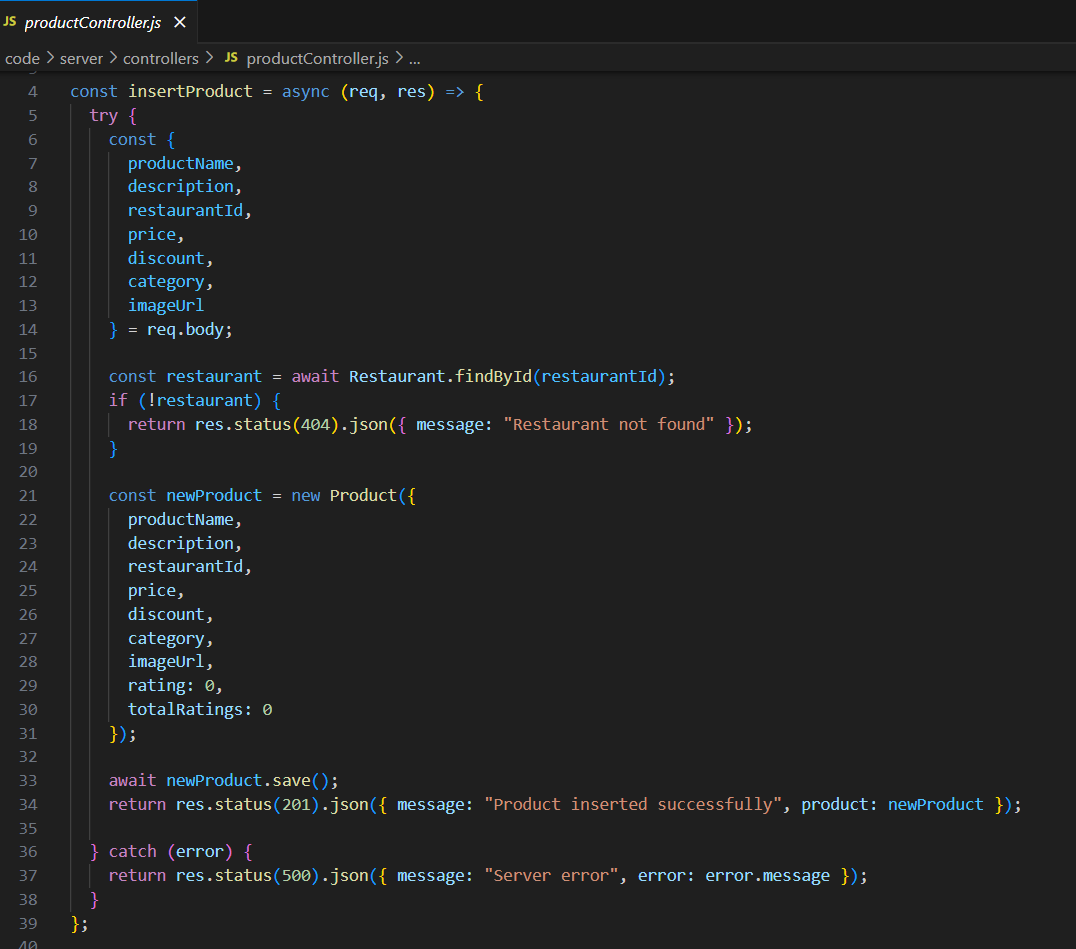 JS productController.js ×
code > server > controllers > JS productController.js > ...
4 const insertProduct = async (req, res) => {
5   try {
6     const {
7       productName,
8       description,
9       restaurantId,
10       price,
11       discount,
12       category,
13       imageUrl
14     } = req.body;
15
16     const restaurant = await Restaurant.findById(restaurantId);
17     if (!restaurant) {
18       return res.status(404).json({ message: "Restaurant not found" });
19     }
20
21     const newProduct = new Product({
22       productName,
23       description,
24       restaurantId,
25       price,
26       discount,
27       category,
28       imageUrl,
29       rating: 0,
30       totalRatings: 0
31     });
32
33     await newProduct.save();
34     return res.status(201).json({ message: "Product inserted successfully", product: newProduct });
35
36   } catch (error) {
37     return res.status(500).json({ message: "Server error", error: error.message });
38   }
39 };
40